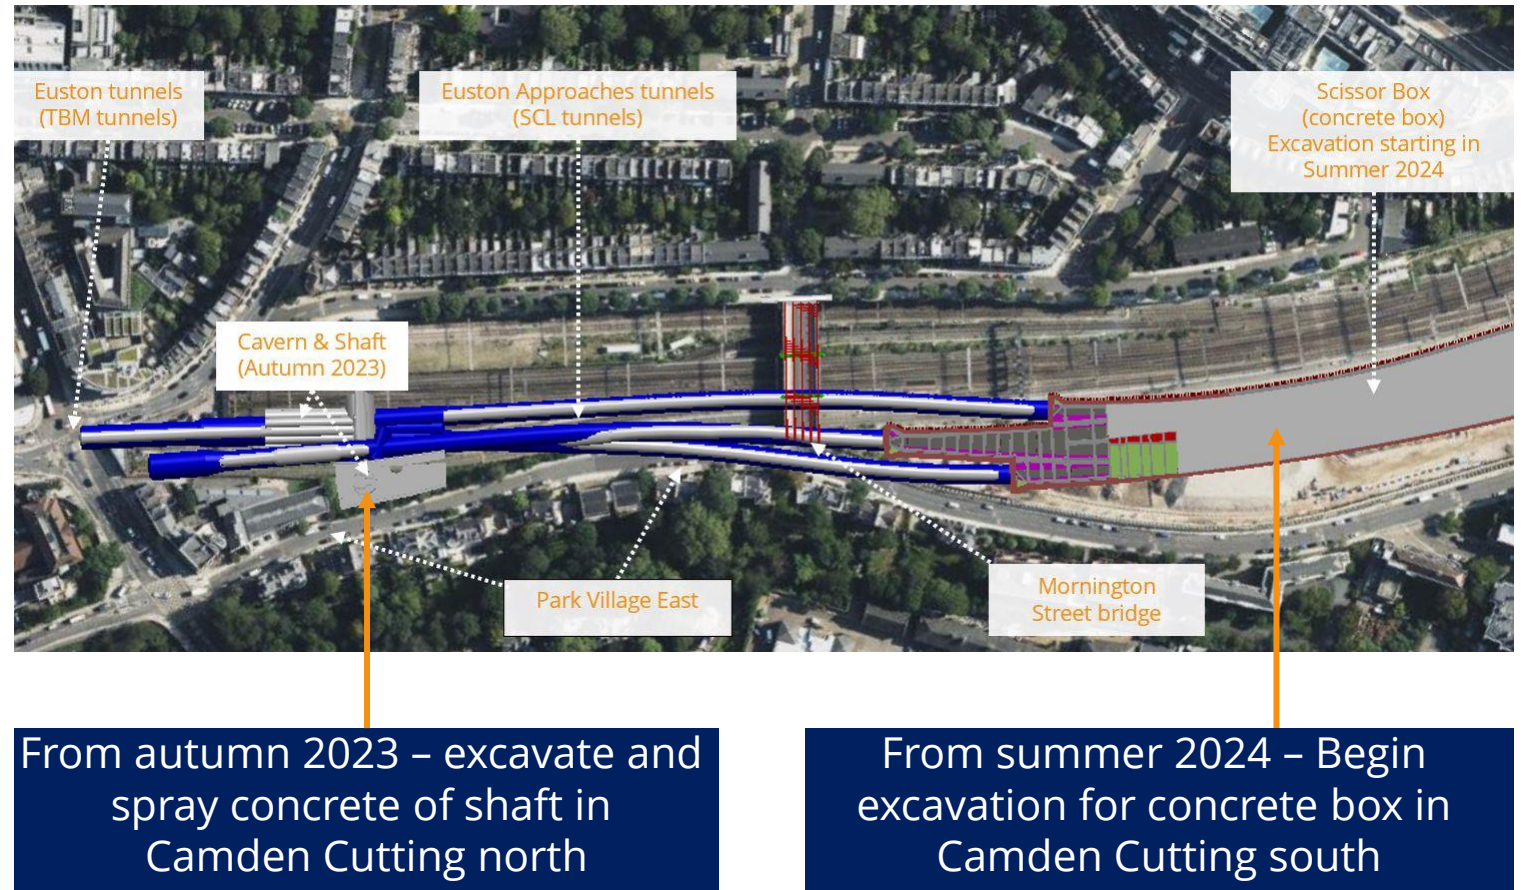 Euston tunnels
(TBM tunnels)
Euston Approaches tunnels
(SCL tunnels)
Scissor Box
(concrete box)
Excavation starting in
Summer 2024
Cavern & Shaft
(Autumn 2023)
Park Village East
Mornington
Street bridge
From autumn 2023 – excavate and
spray concrete of shaft in
Camden Cutting north
From summer 2024 – Begin
excavation for concrete box in
Camden Cutting south